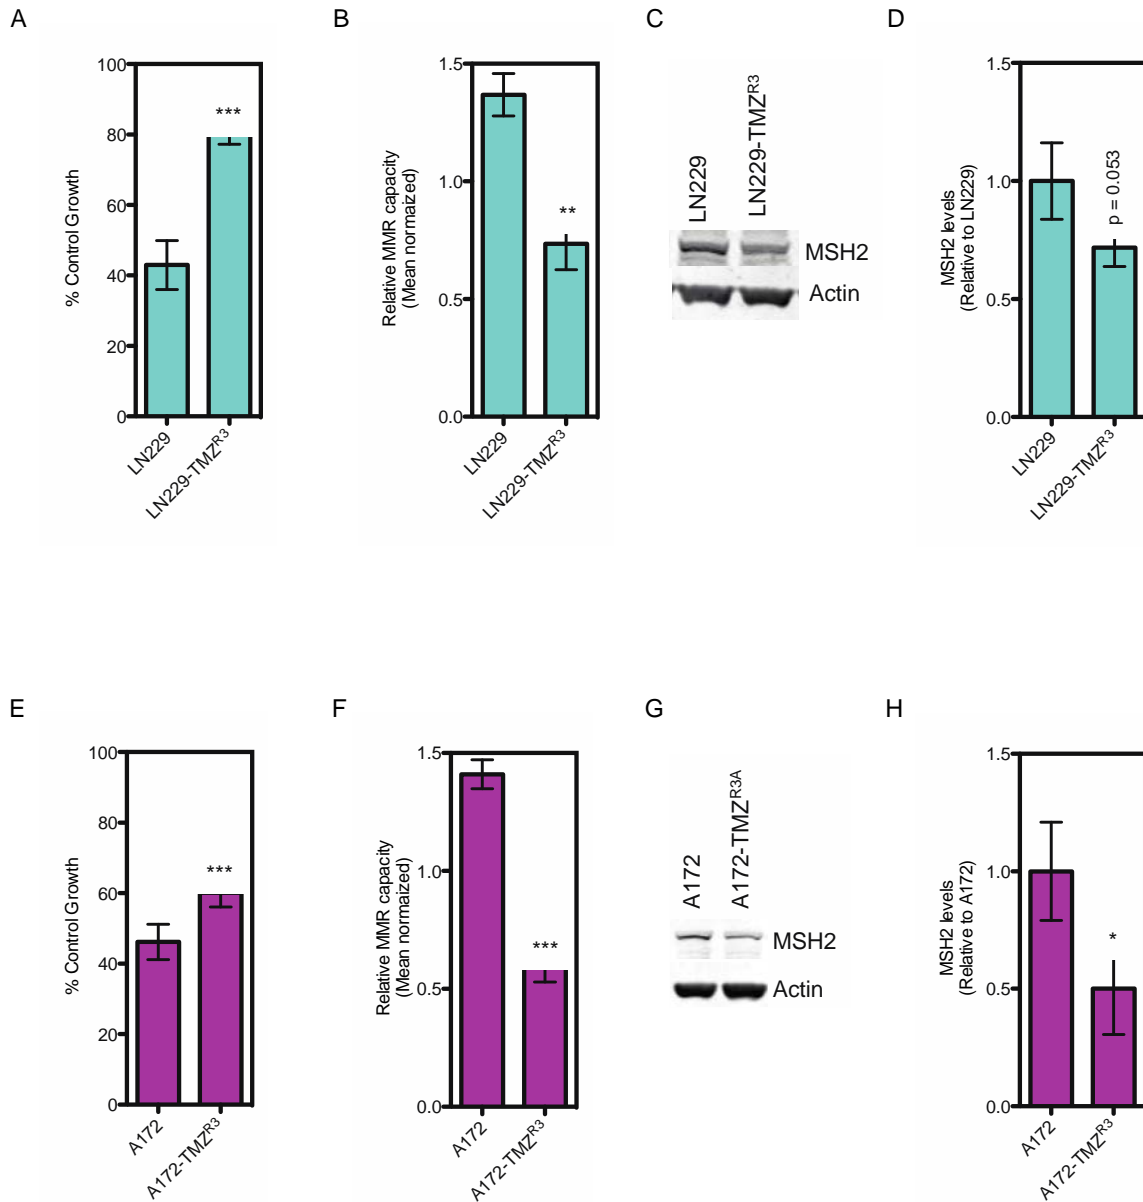 A
B
C
D
% Control Growth
100
80
60
40
20
0
***
LN229
LN229-TMZR3
Relative MMR capacity
(Mean normaized)
1.5
1.0
0.5
0.0
**
LN229
LN229-TMZR3
LN229
LN229-TMZR3
MSH2
Actin
MSH2 levels
(Relative to LN229)
1.5
1.0
0.5
0.0
p = 0.053
LN229
LN229-TMZR3
E
F
G
H
% Control Growth
100
80
60
40
20
0
***
A172
A172-TMZR3
Relative MMR capacity
(Mean normaized)
1.5
1.0
0.5
0.0
***
A172
A172-TMZR3
A172
A172-TMZR3A
MSH2
Actin
MSH2 levels
(Relative to A172)
1.5
1.0
0.5
0.0
*
A172
A172-TMZR3